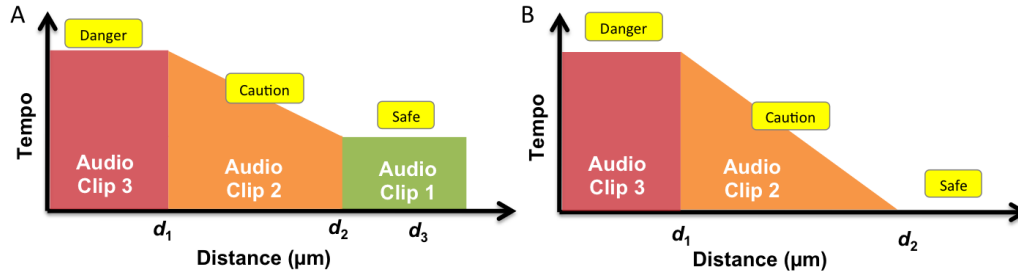 A
Danger
Caution
Safe
Tempo
Audio
Clip 3
Audio
Clip 2
Audio
Clip 1
d1
d2
d3
Distance (μm)
B
Danger
Caution
Safe
Tempo
Audio
Clip 3
Audio
Clip 2
d1
d2
Distance (μm)